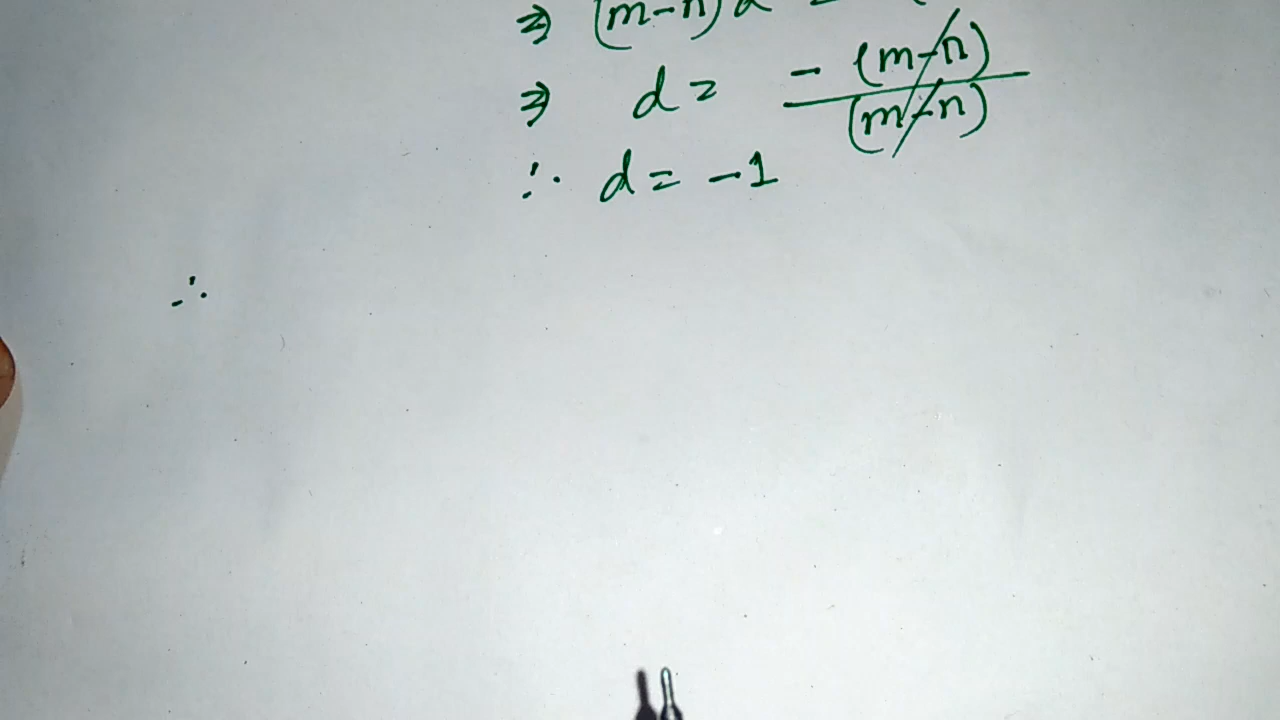 ⇒ (m-n)d =
⇒ d = - (m-n) / (m-n)
∴ d = -1
∴